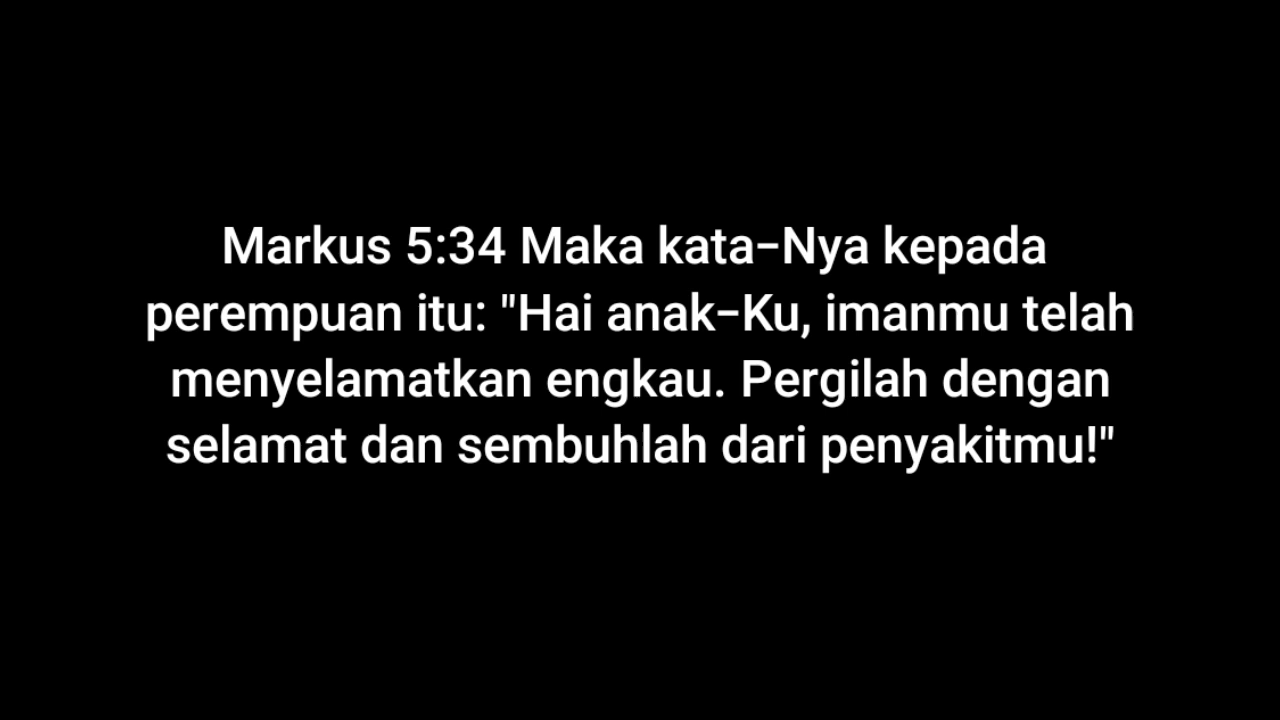 Markus 5:34 Maka kata-Nya kepada
perempuan itu: "Hai anak-Ku, imanmu telah
menyelamatkan engkau. Pergilah dengan
selamat dan sembuhlah dari penyakitmu!"